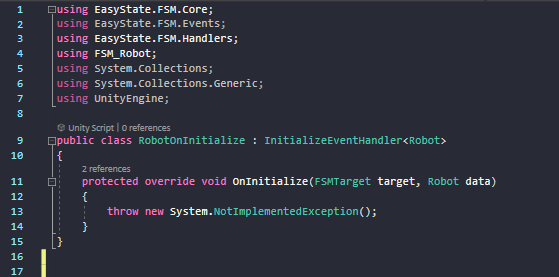 1 using EasyState.FSM.Core;
2 using EasyState.FSM.Events;
3 using EasyState.FSM.Handlers;
4 using FSM_Robot;
5 using System.Collections;
6 using System.Collections.Generic;
7 using UnityEngine;
8
Unity Script | 0 references
9 public class RobotOnInitialize : InitializeEventHandler<Robot>
10 {
2 references
11 protected override void OnInitialize(FSMTarget target, Robot data)
12 {
13 throw new System.NotImplementedException();
14 }
15 }
16
17